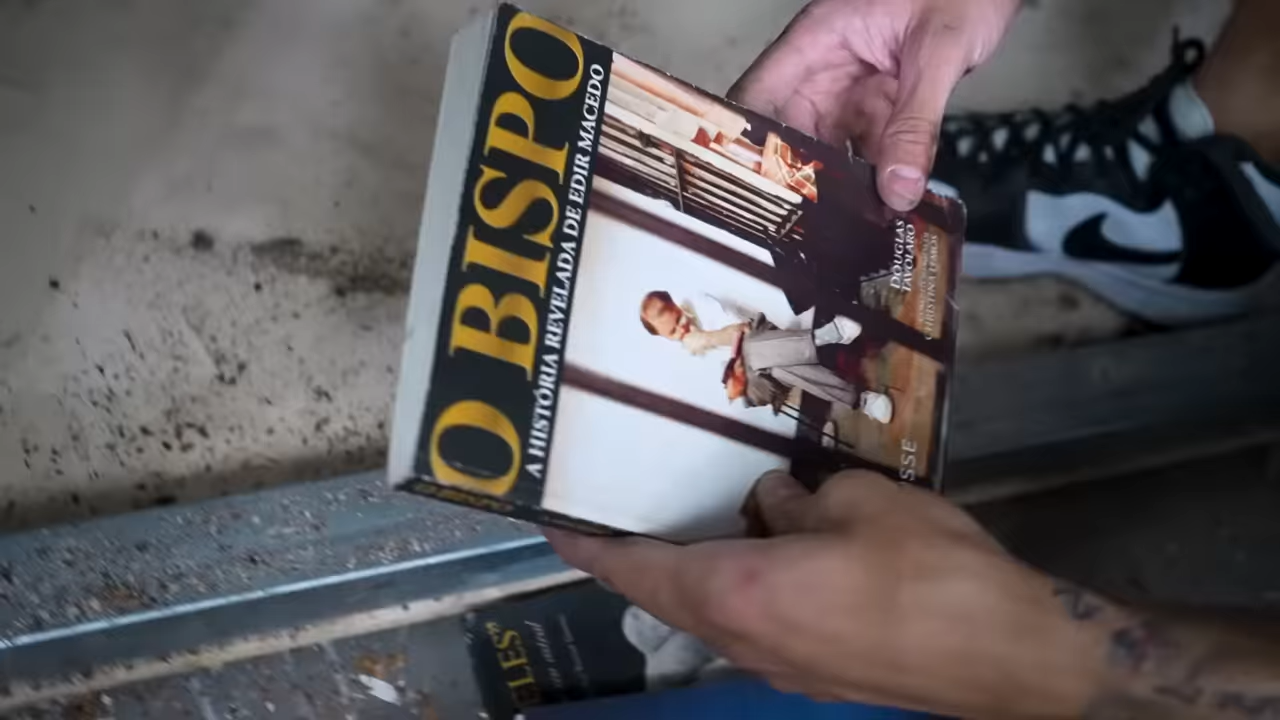 O BISPO
A HISTÓRIA REVELADA DE EDIR MACEDO
DOUGLAS
TAVOLARO
CHRISTINA LEMOS